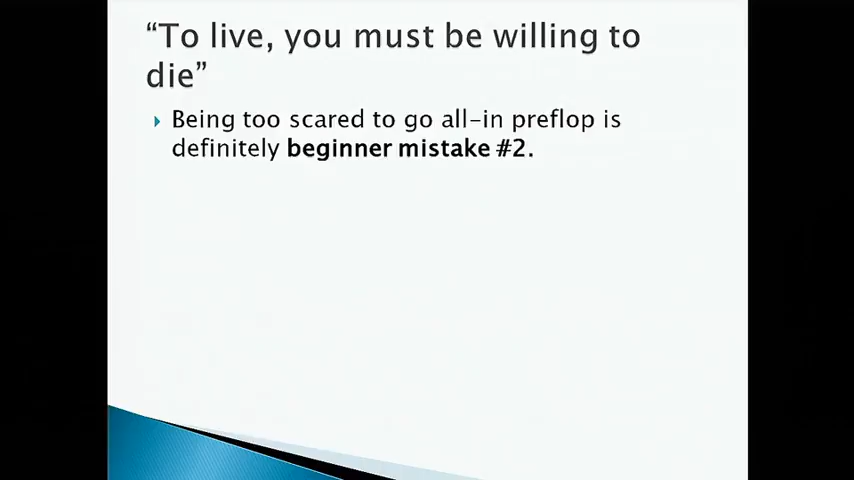 “To live, you must be willing to
die”
Being too scared to go all-in preflop is
definitely beginner mistake #2.